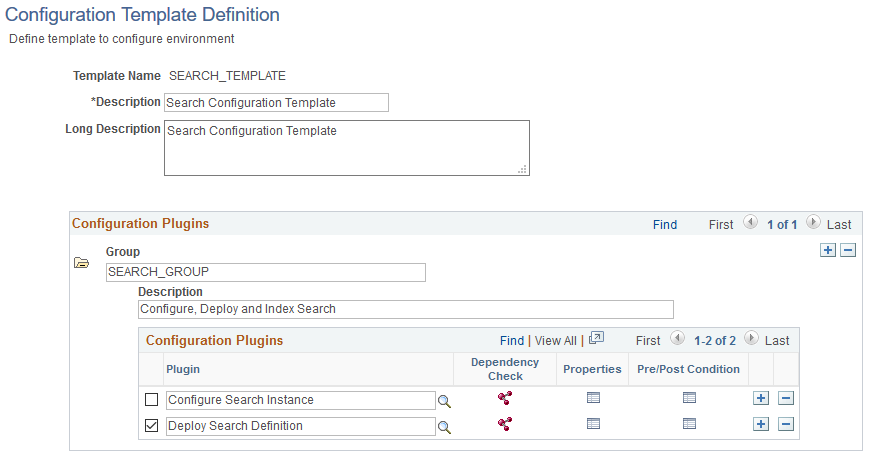 Configuration Template Definition
Define template to configure environment
Template Name SEARCH_TEMPLATE
*Description Search Configuration Template
Long Description Search Configuration Template
Configuration Plugins Find First 1 of 1 Last
Group
SEARCH_GROUP
Description
Configure, Deploy and Index Search
Configuration Plugins Find | View All | First 1-2 of 2 Last
Plugin Dependency Check Properties Pre/Post Condition
Configure Search Instance
Deploy Search Definition